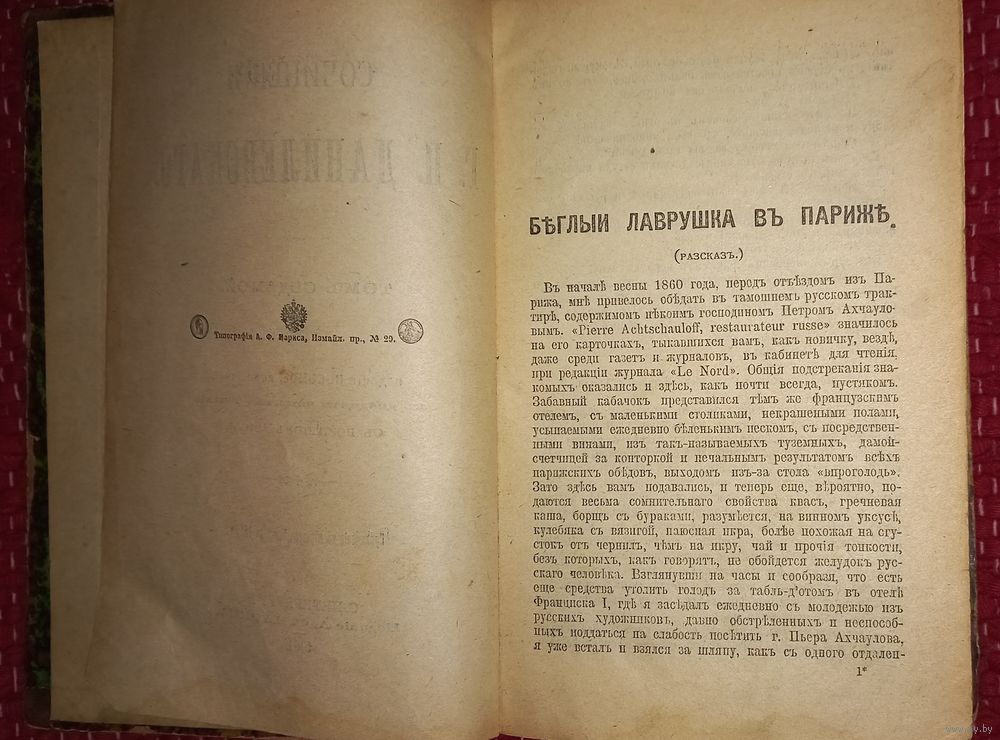 Типографія А. Ф. Маркса, Измайл. пр., № 29.
БѢГЛЫЙ ЛАВРУШКА ВЪ ПАРИЖѢ.
(РАЗСКАЗЪ.)
Въ началѣ весны 1860 года, передъ отъѣздомъ изъ Па-
рижа, мнѣ привелось обѣдать въ тамошнемъ русскомъ трак-
тирѣ, содержимомъ нѣкоимъ господиномъ Петромъ Ахчауло-
вымъ. «Pierre Achtschauloff, restaurateur russe» значилось
на его карточкахъ, тыкавшихся вамъ, какъ новичку, вездѣ,
даже среди газетъ и журналовъ, въ кабинетѣ для чтенія,
при редакціи журнала «Le Nord». Общія подстреканія зна-
комыхъ оказались и здѣсь, какъ почти всегда, пустякомъ.
Забавный кабачокъ представился тѣмъ же французскимъ
отелемъ, съ маленькими столиками, некрашеными полами,
усыпаемыми ежедневно бѣленькимъ пескомъ, съ посредствен-
ными винами, изъ такъ-называемыхъ туземныхъ, дамой-
счетчицей за конторкой и печальнымъ результатомъ всѣхъ
парижскихъ обѣдовъ, выходомъ изъ-за стола «впроголодь».
Зато здѣсь вамъ подавались, и теперь еще, вѣроятно, по-
даются весьма сомнительнаго свойства квасъ, гречневая
каша, борщъ съ бураками, разумѣется, на винномъ уксусѣ,
кулебяка съ вязигой, паюсная икра, болѣе похожая на сгу-
стокъ отъ чернилъ, чѣмъ на икру, чай и прочія тонкости,
безъ которыхъ, какъ говорятъ, не обойдется желудокъ рус-
скаго человѣка. Взглянувши на часы и сообразя, что есть
еще средства утолить голодъ за табль-д'отомъ въ отелѣ
Франциска I, гдѣ я засѣдалъ ежедневно съ молодежью изъ
русскихъ художниковъ, давно обстрѣленныхъ и неспособ-
ныхъ поддаться на слабость посѣтить г. Пьера Ахчаулова,
я уже всталъ и взялся за шляпу, какъ съ одного отдален-
1*
www.ay.by